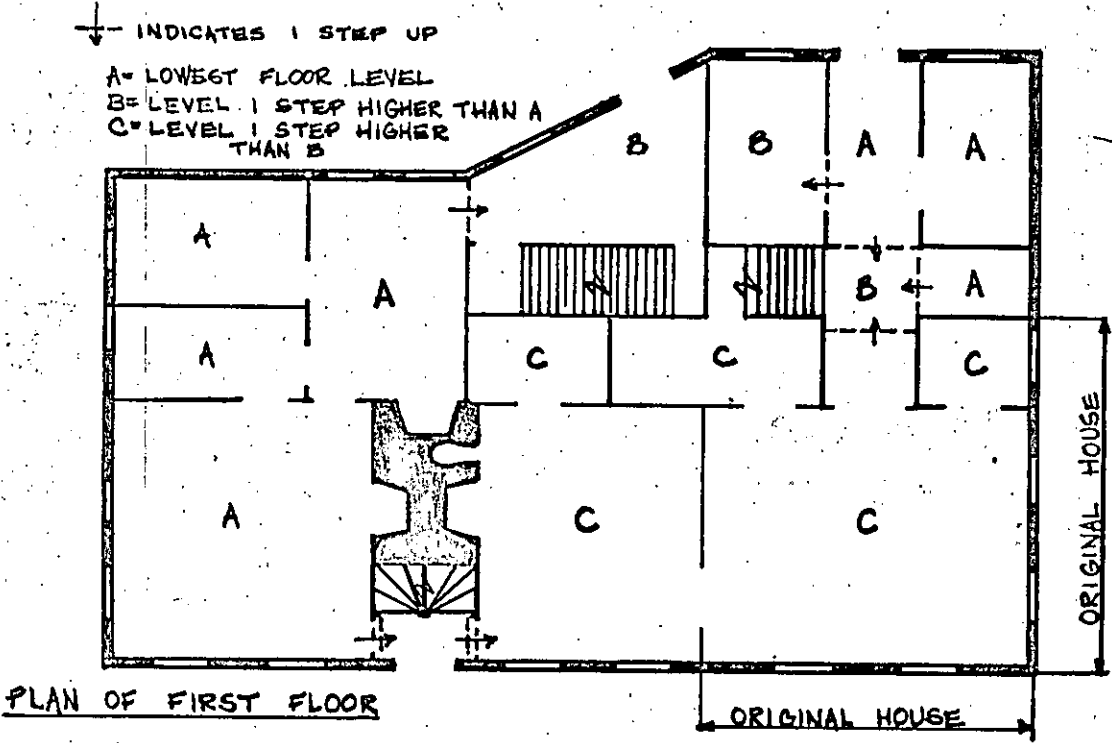 INDICATES 1 STEP UP
A= LOWEST FLOOR LEVEL
B= LEVEL 1 STEP HIGHER THAN A
C= LEVEL 1 STEP HIGHER
THAN B
B
B
A
A
A
A
B
A
A
C
C
C
A
C
C
ORIGINAL HOUSE
PLAN OF FIRST FLOOR
ORIGINAL HOUSE